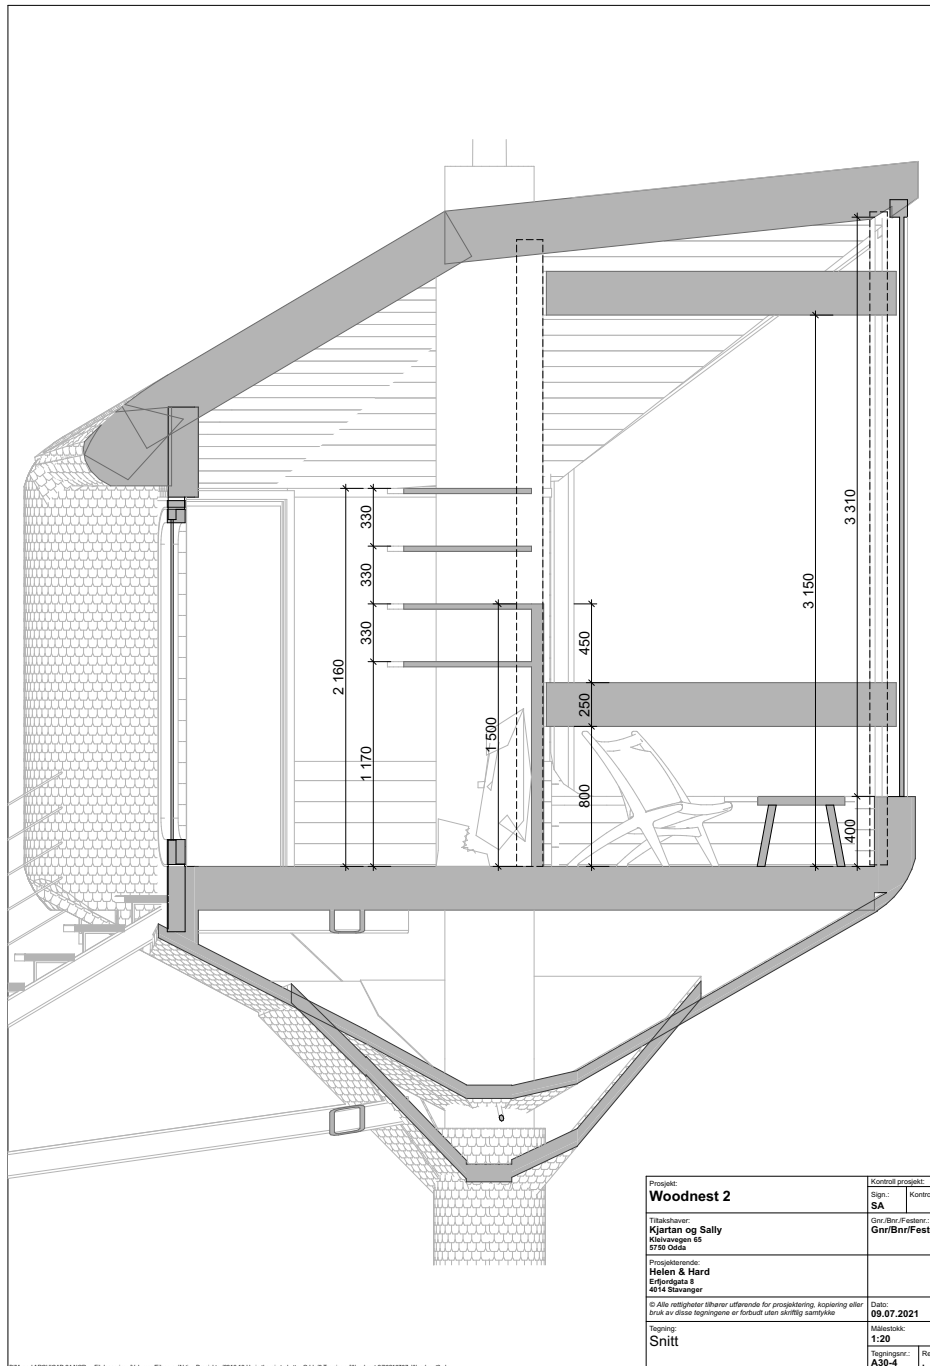 3 310
3 150
330
330
330
450
2 160
250
1 500
1 170
800
400
Prosjekt:
Woodnest 2
Kontroll prosjekt:
Sign.:
SA
Tiltakshaver:
Kjartan og Sally
Kleivavegen 65
5750 Odda
Gnr./Bnr./Festenr.:
Prosjekterende:
Helen & Hard
Erfjordgata 8
4014 Stavanger
© Alle rettigheter tilhører utførende for prosjektering, kopiering eller
bruk av disse tegningene er forbudt uten skriftlig samtykke
Dato:
09.07.2021
Tegning:
Snitt
Målestokk:
1:20
Tegningsnr.:
A30-4